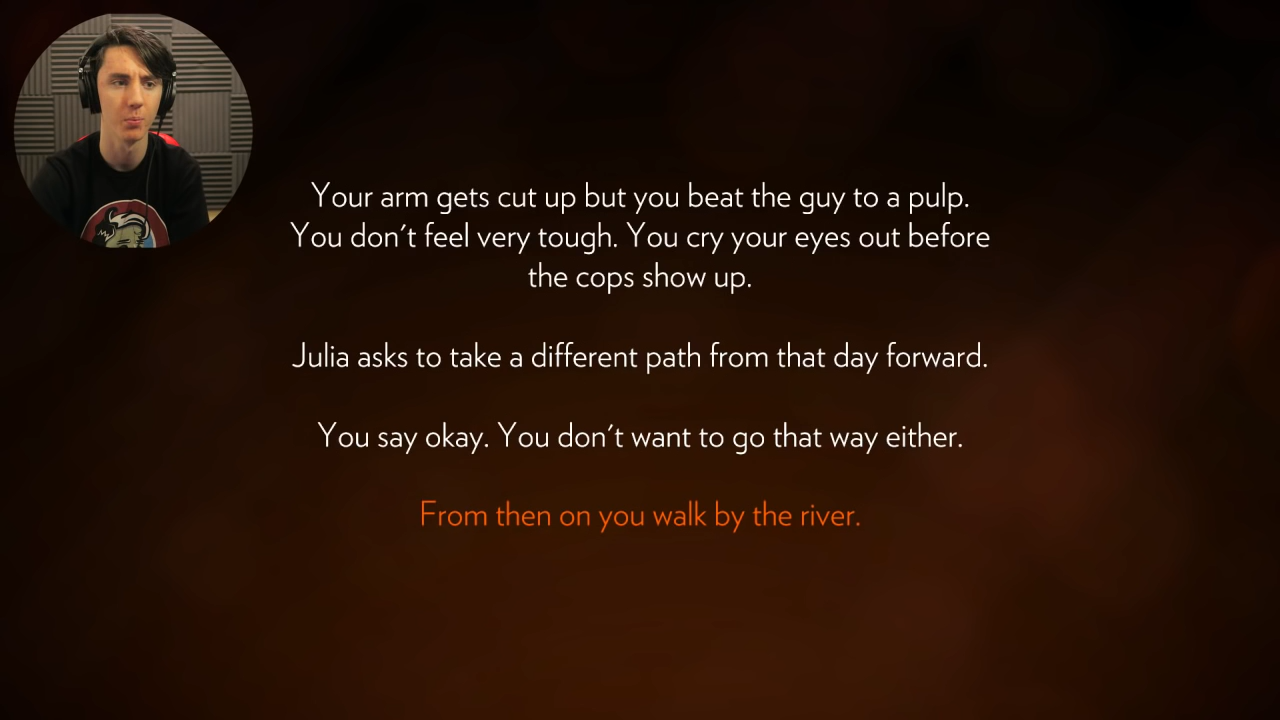 Your arm gets cut up but you beat the guy to a pulp.
You don't feel very tough. You cry your eyes out before
the cops show up.
Julia asks to take a different path from that day forward.
You say okay. You don't want to go that way either.
From then on you walk by the river.